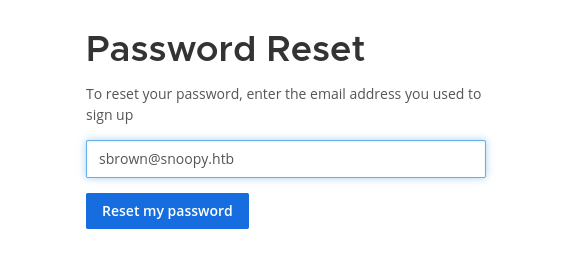 Password Reset
To reset your password, enter the email address you used to
sign up
sbrown@snoopy.htb
Reset my password